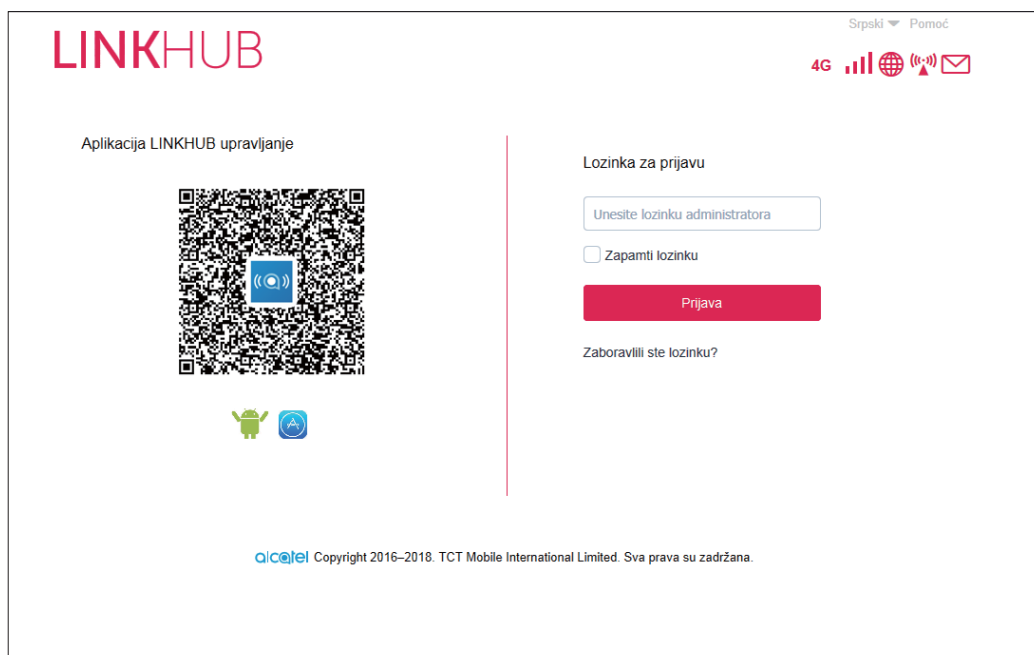 Srpski Pomoć
LINKHUB
4G
Aplikacija LINKHUB upravljanje
Lozinka za prijavu
Unesite lozinku administratora
Zapamti lozinku
Prijava
Zaboravlili ste lozinku?
alcatel Copyright 2016–2018. TCT Mobile International Limited. Sva prava su zadržana.